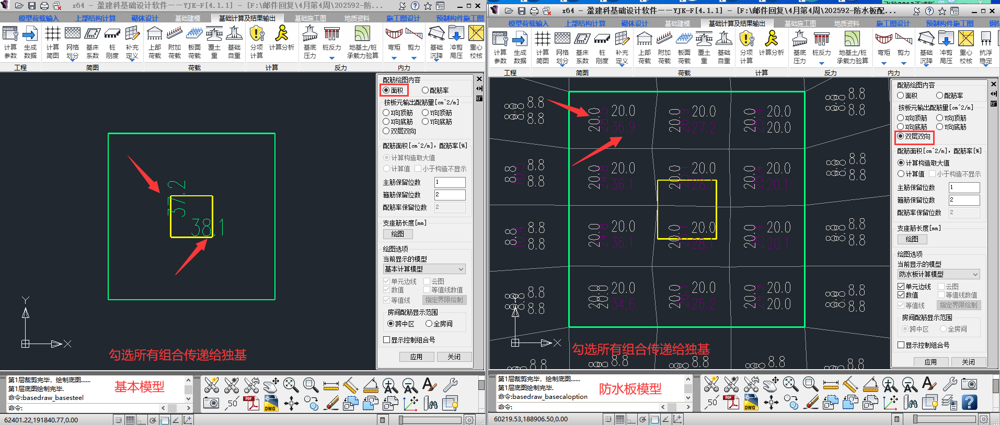 x64 - 盈建科基础设计软件——YJK-F[4.1.1] - [F:\邮件回复\4月第4周\202592-防...
模型荷载输入 上部结构计算 砌体设计 基础建模 基础计算及结果输出 基础施工图 地质资料 施工图设计 预制构件施工图
计算参数 生成数据 计算简图 网格划分 基床系数 桩刚度 补充定义 上部荷载 附加荷载 板面荷载 覆土重 基础自重 分项计算 计算分析 基底压力 桩反力 地基土/桩承载力验算 弯矩 剪力 基础沉降 冲剪局压 重心校核
工程 简图 荷载 计算 反力 内力
37.2
38.1
Y
X
勾选所有组合传递给独基
配筋绘图内容
面积 配筋率
按板元输出配筋量[cm^2/m]
X向顶筋 Y向顶筋
X向底筋 Y向底筋
双层双向
配筋面积[cm^2/m],配筋率[%]
计算构造取大值
计算值 小于构造不显示
主筋保留位数 1
箍筋保留位数 2
配筋率保留位数 2
支座筋长度[mm]
绘图
绘图选项
当前显示的模型
基本计算模型
单元边线 云图
数值 等值线数值
等值线 指定界限绘制
房间配筋显示范围
跨中区 全房间
显示控制组合号
应用 关闭
第1层裁剪完毕, 绘制底图......
第1层底图绘制完毕.
命令:basedraw_basesteel
命令:
基本模型
.50 PDF DWG
62401.22,191840.77,0.00
x64 - 盈建科基础设计软件——YJK-F[4.1.1] - [F:\邮件回复\4月第4周\202592-防水板配...
模型荷载输入 上部结构计算 砌体设计 基础建模 基础计算及结果输出 基础施工图 地质资料 施工图设计 预制构件施工图
计算参数 生成数据 计算简图 网格划分 基床系数 桩刚度 补充定义 上部荷载 附加荷载 板面荷载 覆土重 基础自重 分项计算 计算分析 基底压力 桩反力 地基土/桩承载力验算 弯矩 剪力 基础沉降 冲剪局压 重心校核 抗浮稳定
工程 简图 荷载 计算 反力 内力
8.8 20.0 20.0 20.0 20.0 20.0 20.0 8.8
8.8 36.9 27.2 20.0 8.8
8.8 20.0 20.0 20.0 20.0 20.0 20.0 8.8
8.8 36.1 28.1 20.1 8.8
8.8 20.0 20.0 20.0 20.0 20.0 20.0 8.8
8.8 36.1 28.1 20.1 8.8
8.8 20.0 20.0 20.0 20.0 20.0 8.8
8.8 34.6 26.2 20.0 8.8
Y
X
勾选所有组合传递给独基
8.8 8.8 8.8
配筋绘图内容
面积 配筋率
按板元输出配筋量[cm^2/m]
X向顶筋 Y向顶筋
X向底筋 Y向底筋
双层双向
配筋面积[cm^2/m],配筋率[%]
计算构造取大值
计算值 小于构造不显示
主筋保留位数 1
箍筋保留位数 2
配筋率保留位数 2
支座筋长度[mm]
绘图
绘图选项
当前显示的模型
防水板计算模型
单元边线 云图
数值 等值线数值
等值线 指定界限绘制
房间配筋显示范围
跨中区 全房间
显示控制组合号
应用 关闭
第1层裁剪完毕, 绘制底图......
第1层底图绘制完毕.
命令:basedraw_basecaloption
命令:
防水板模型
.50 PDF DWG
60219.53,188906.50,0.00